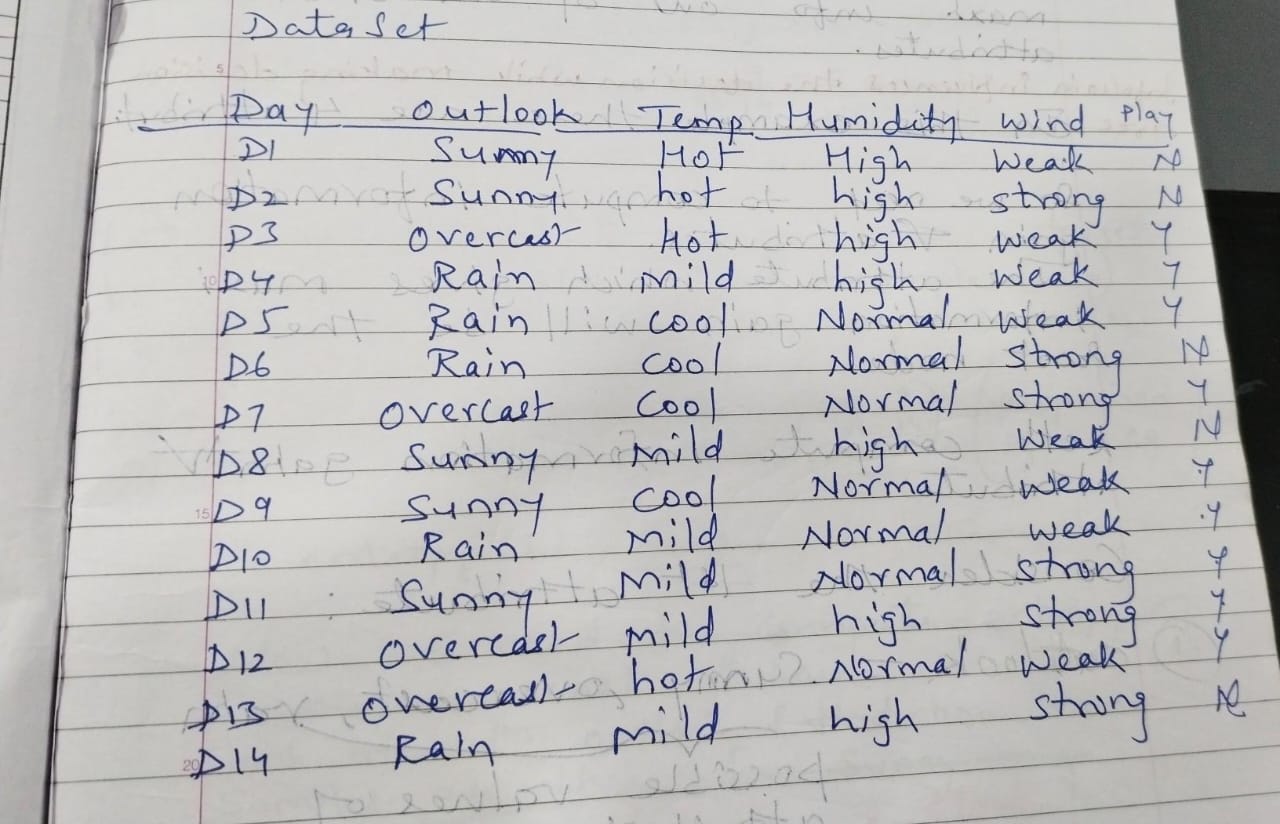 Data Set
5
Day Outlook Temp Humidity Wind Play
D1 Sunny Hot High Weak N
D2 Sunny hot high strong N
D3 Overcast Hot high weak Y
D4 Rain mild high weak Y
D5 Rain cool Normal weak Y
D6 Rain cool Normal strong N
D7 overcast cool Normal strong Y
D8 Sunny mild high weak N
15 D9 Sunny cool Normal weak Y
D10 Rain mild Normal weak Y
D11 Sunny mild Normal strong Y
D12 overcast mild high strong Y
D13 overcast hot Normal weak Y
20 D14 Rain mild high strong N